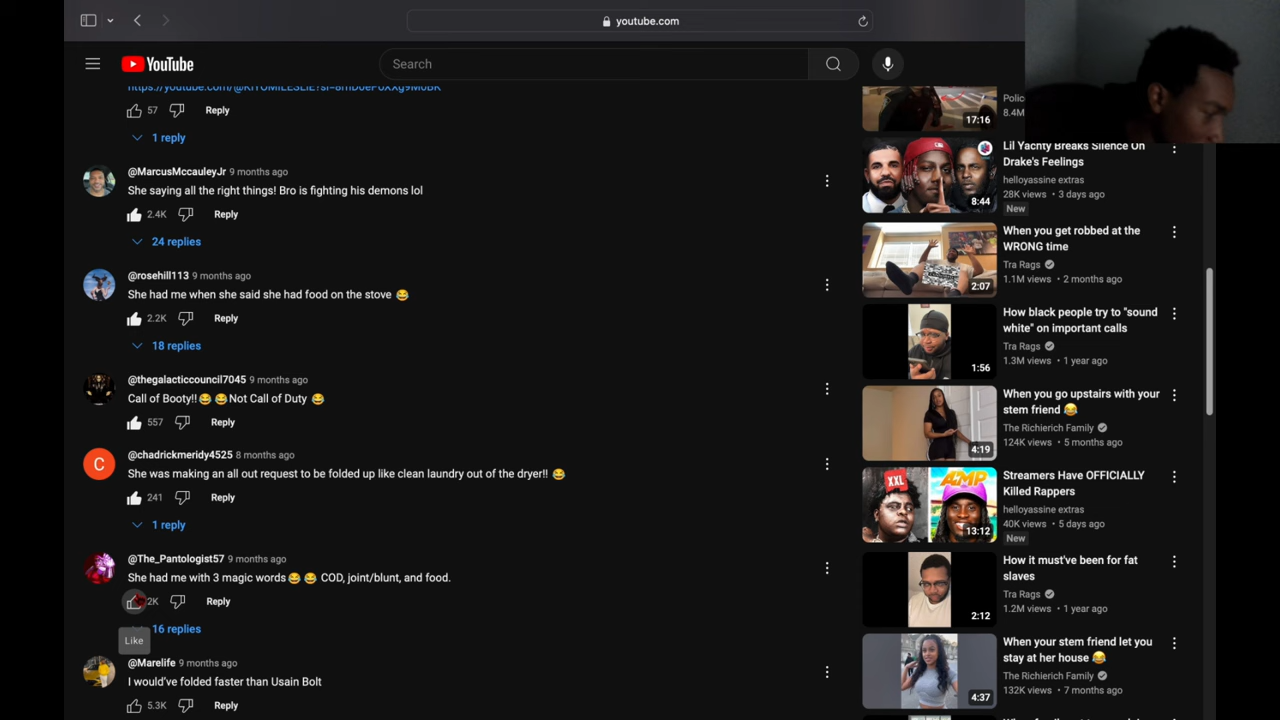 youtube.com
YouTube
Search
https://youtube.com/@KIYOMILESLIE?si=8mD0eF0XXg9M0BK
57
Reply
1 reply
@MarcusMccauleyJr 9 months ago
She saying all the right things! Bro is fighting his demons lol
2.4K
Reply
24 replies
@rosehill113 9 months ago
She had me when she said she had food on the stove 😂
2.2K
Reply
18 replies
@thegalacticcouncil7045 9 months ago
Call of Booty!!😂😂Not Call of Duty 😂
557
Reply
C
@chadrickmeridy4525 8 months ago
She was making an all out request to be folded up like clean laundry out of the dryer!! 😂
241
Reply
1 reply
@The_Pantologist57 9 months ago
She had me with 3 magic words😂😂 COD, joint/blunt, and food.
2K
Reply
16 replies
Like
@Marelife 9 months ago
I would've folded faster than Usain Bolt
5.3K
Reply
17:16
Polic
8.4M
8:44
Lil Yachty Breaks Silence On
Drake's Feelings
helloyassine extras
28K views • 3 days ago
New
2:07
When you get robbed at the
WRONG time
Tra Rags
1.1M views • 2 months ago
1:56
How black people try to "sound
white" on important calls
Tra Rags
1.3M views • 1 year ago
4:19
When you go upstairs with your
stem friend 😂
The Richierich Family
124K views • 5 months ago
XXL
AMP
13:12
Streamers Have OFFICIALLY
Killed Rappers
helloyassine extras
40K views • 5 days ago
New
2:12
How it must've been for fat
slaves
Tra Rags
1.2M views • 1 year ago
4:37
When your stem friend let you
stay at her house 😂
The Richierich Family
132K views • 7 months ago